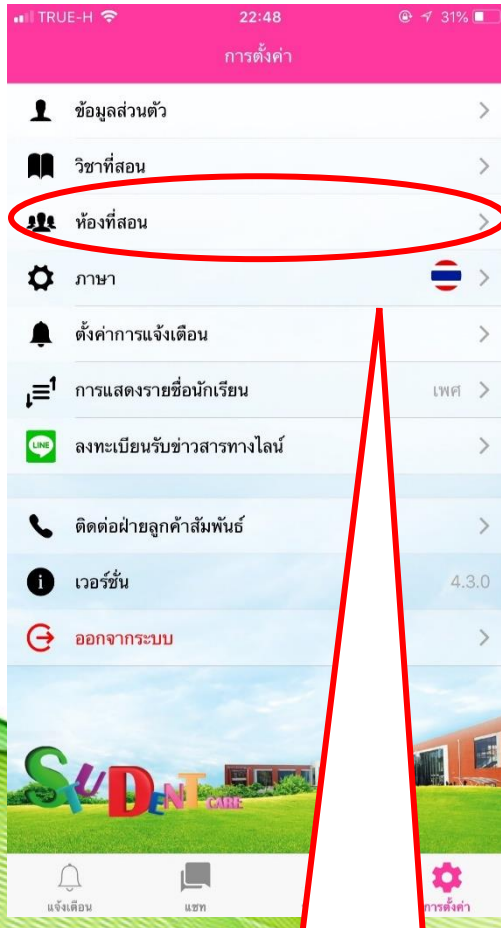 TRUE-H 22:48 31%
การตั้งค่า
ข้อมูลส่วนตัว
วิชาที่สอน
ห้องที่สอน
ภาษา
ตั้งค่าการแจ้งเตือน
การแสดงรายชื่อนักเรียน เพศ
LINE ลงทะเบียนรับข่าวสารทางไลน์
ติดต่อฝ่ายลูกค้าสัมพันธ์
เวอร์ชั่น 4.3.0
ออกจากระบบ
STUDENT CARE
แจ้งเตือน แชท การตั้งค่า